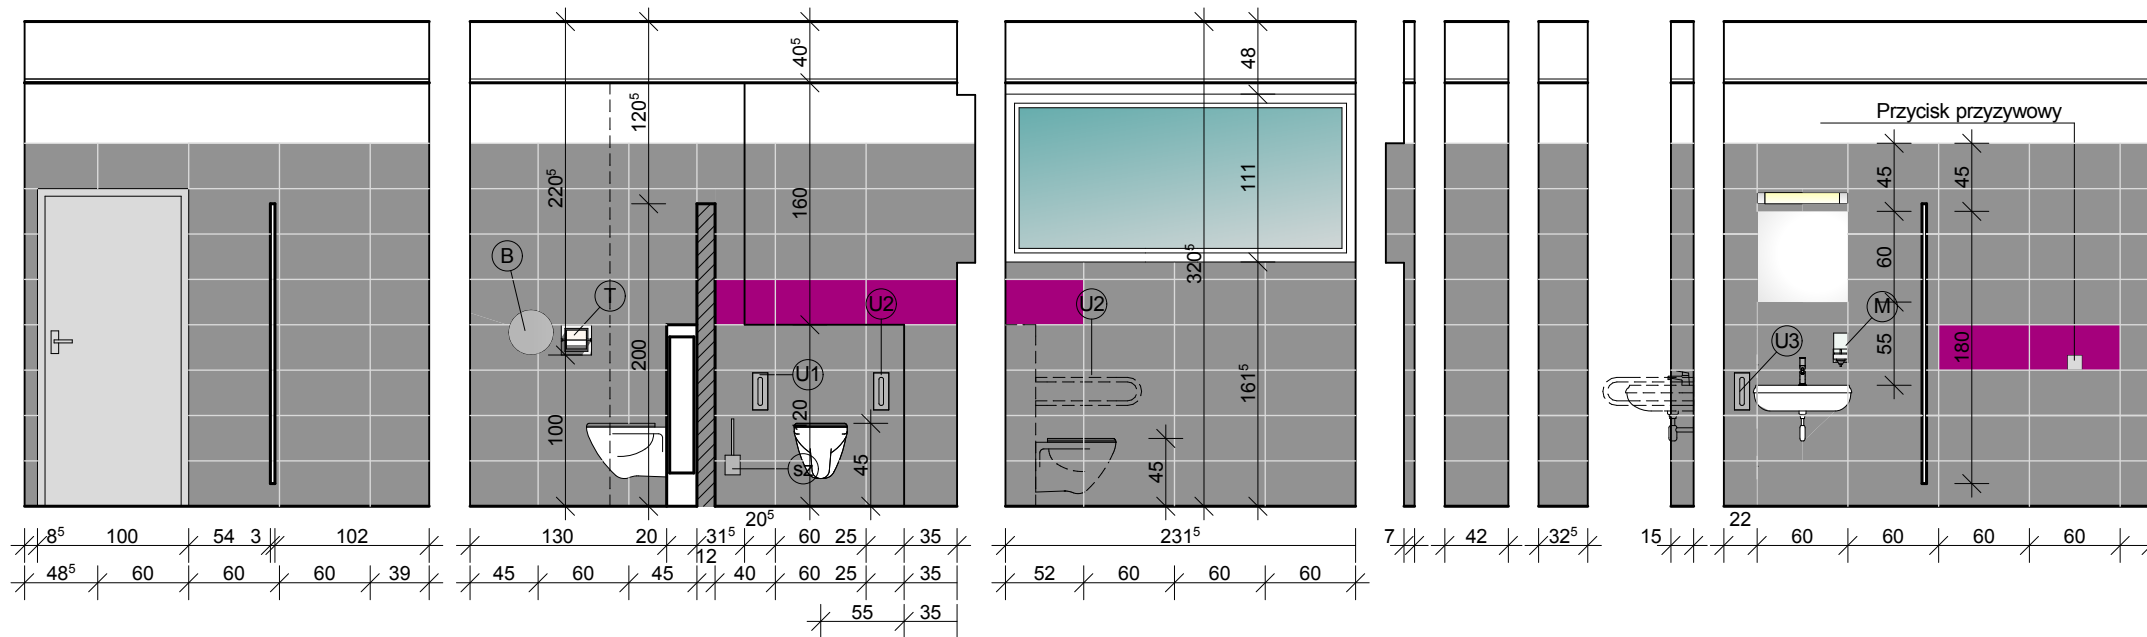 Przycisk przyzywowy
40⁵
48
120⁵
45
45
220⁵
160
111
320⁵
60
B
T
U2
U2
M
200
55
180
U3
U1
100
20
161⁵
45
sz
45
20⁵
22
8⁵ 100 54 3 102
130 20 31⁵ 60 25 35
231⁵
7 42 32⁵ 15
60 60 60 60
12
48⁵ 60 60 60 39
45 60 45 40 60 25 35
52 60 60 60
55 35